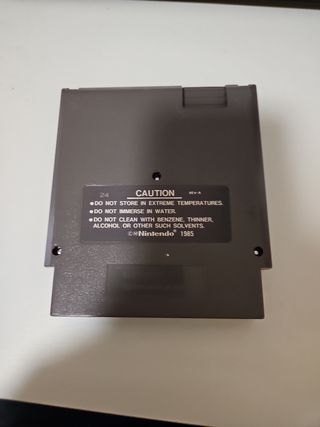 24 CAUTION REV-A
●DO NOT STORE IN EXTREME TEMPERATURES.
●DO NOT IMMERSE IN WATER.
●DO NOT CLEAN WITH BENZENE, THINNER,
ALCOHOL OR OTHER SUCH SOLVENTS.
©Nintendo® 1985